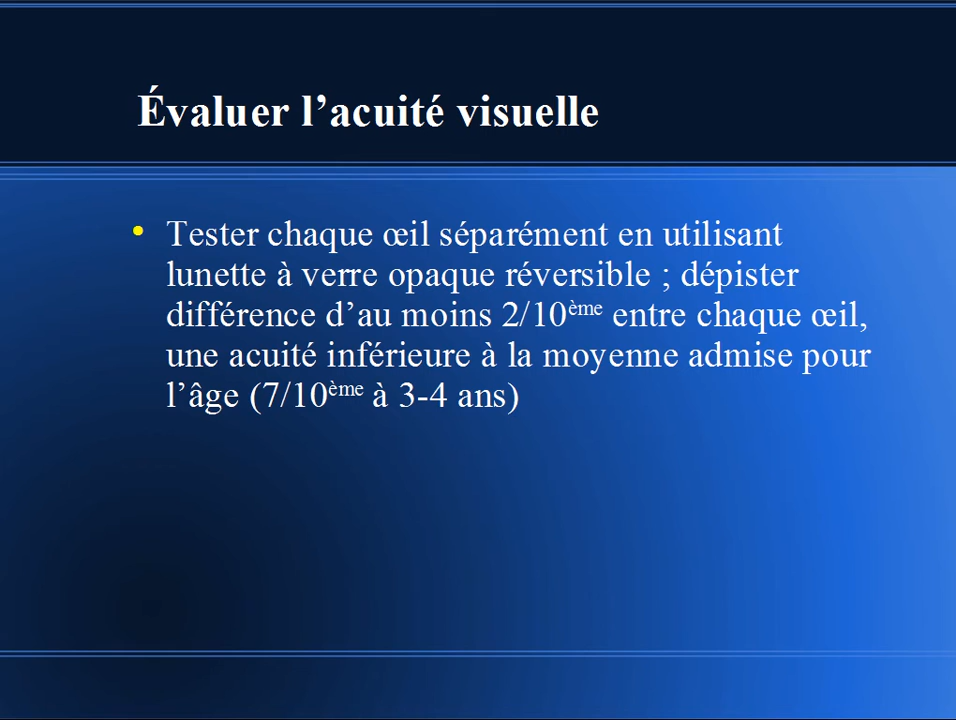 Évaluer l’acuité visuelle
• Tester chaque œil séparément en utilisant
lunette à verre opaque réversible ; dépister
différence d’au moins 2/10ème entre chaque œil,
une acuité inférieure à la moyenne admise pour
l’âge (7/10ème à 3-4 ans)